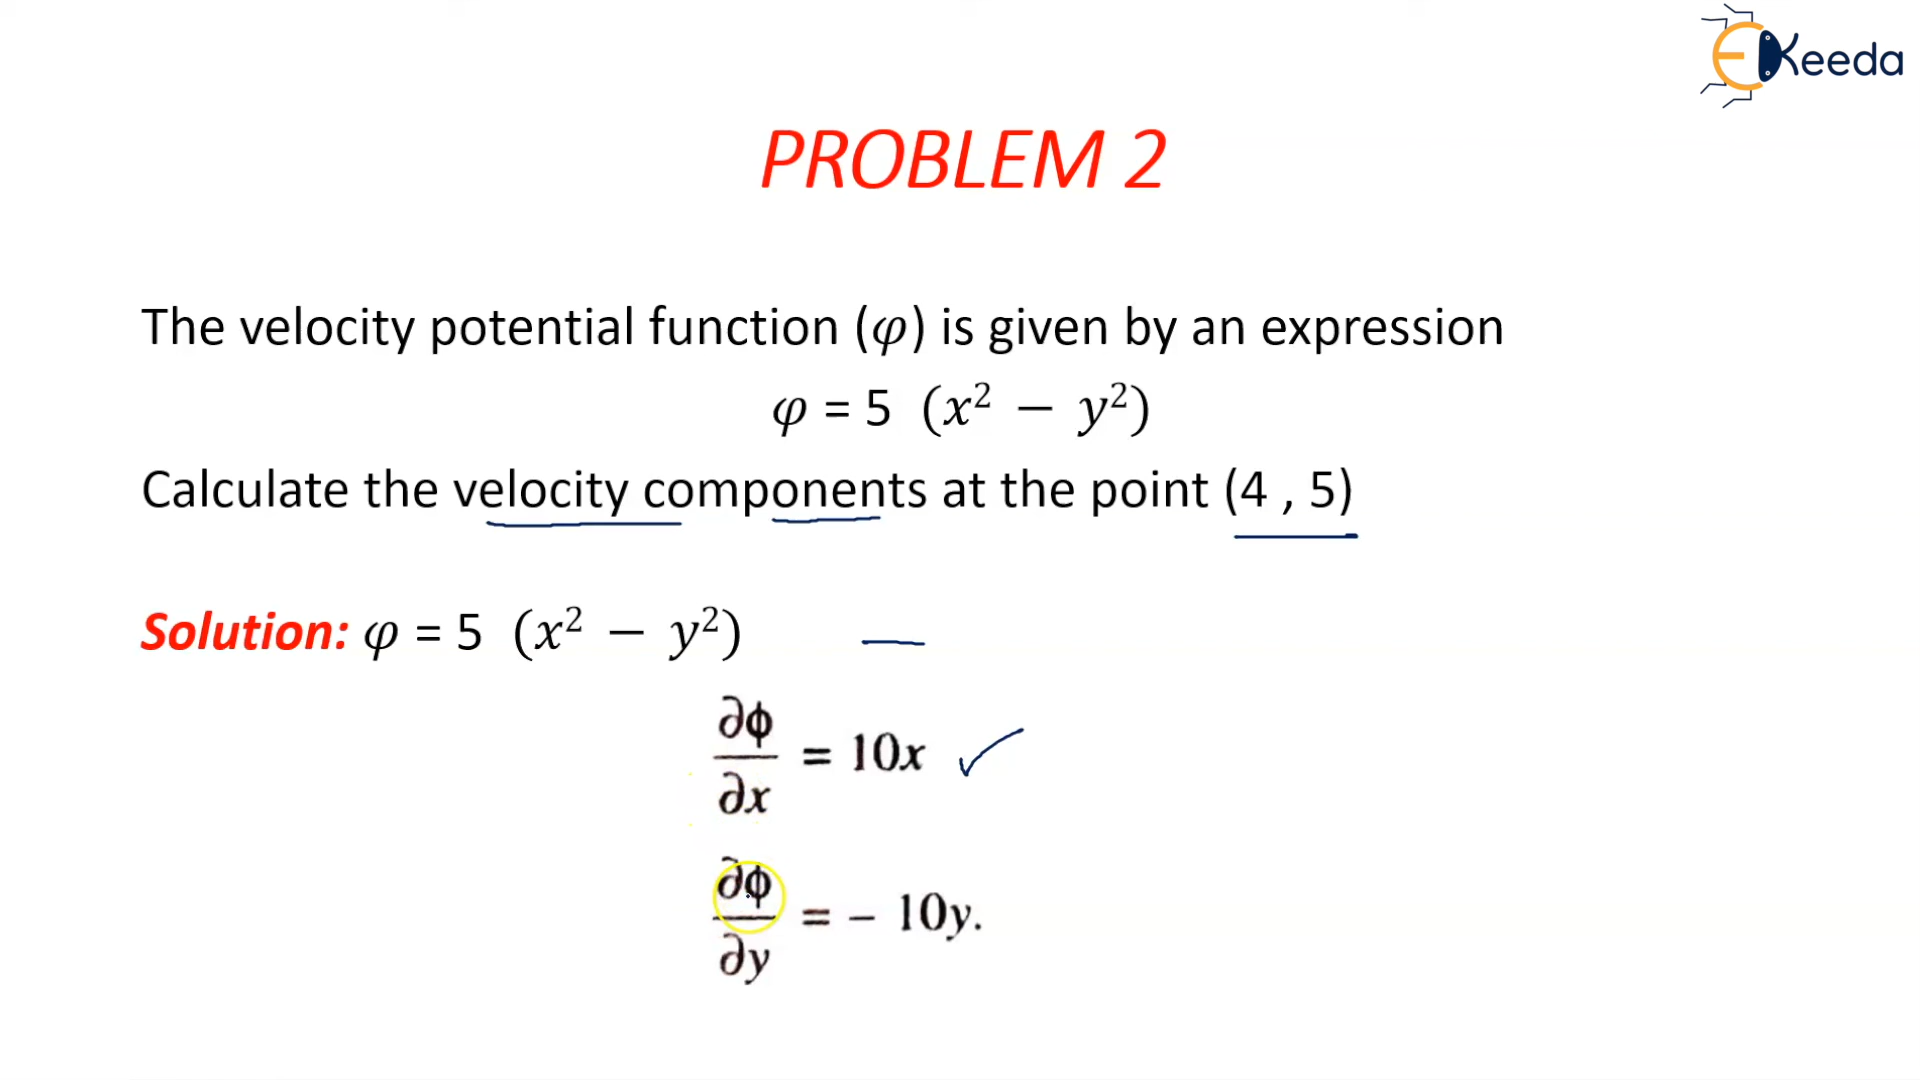 Keeda
PROBLEM 2
The velocity potential function (φ) is given by an expression
φ = 5 (x² − y²)
Calculate the velocity components at the point (4 , 5)
Solution: φ = 5 (x² − y²)
∂ϕ/∂x = 10x
∂ϕ/∂y = − 10y.